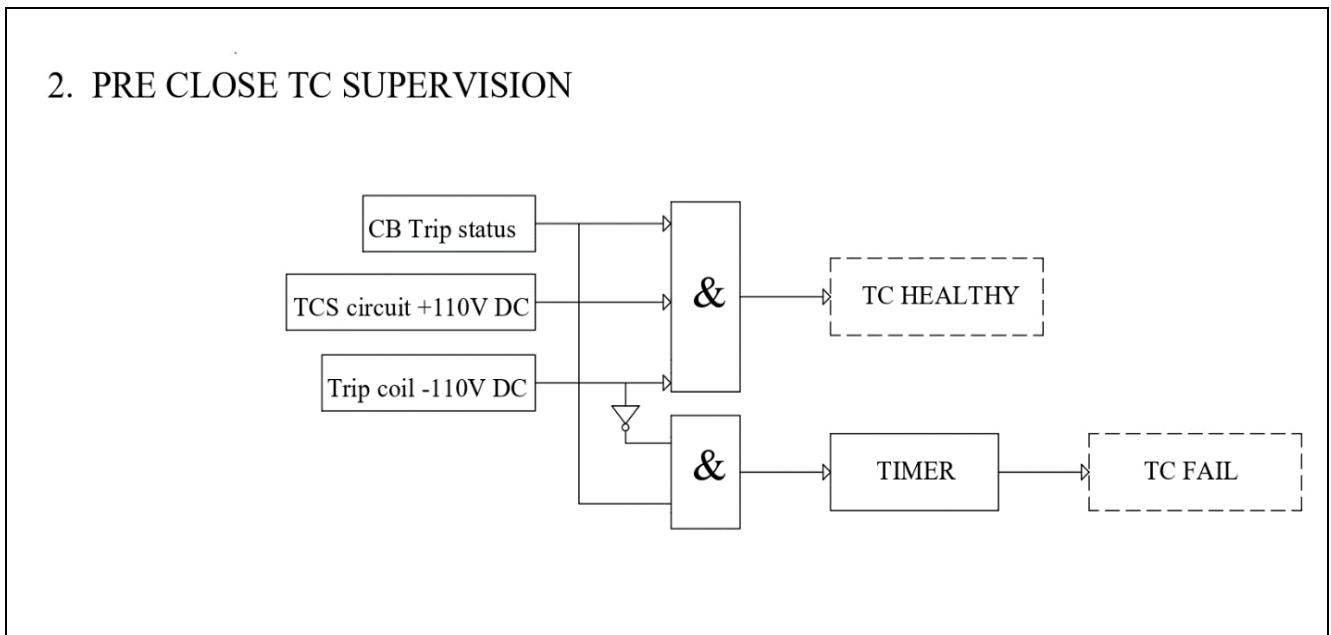 2. PRE CLOSE TC SUPERVISION
CB Trip status
TCS circuit +110V DC
&
TC HEALTHY
Trip coil -110V DC
&
TIMER
TC FAIL